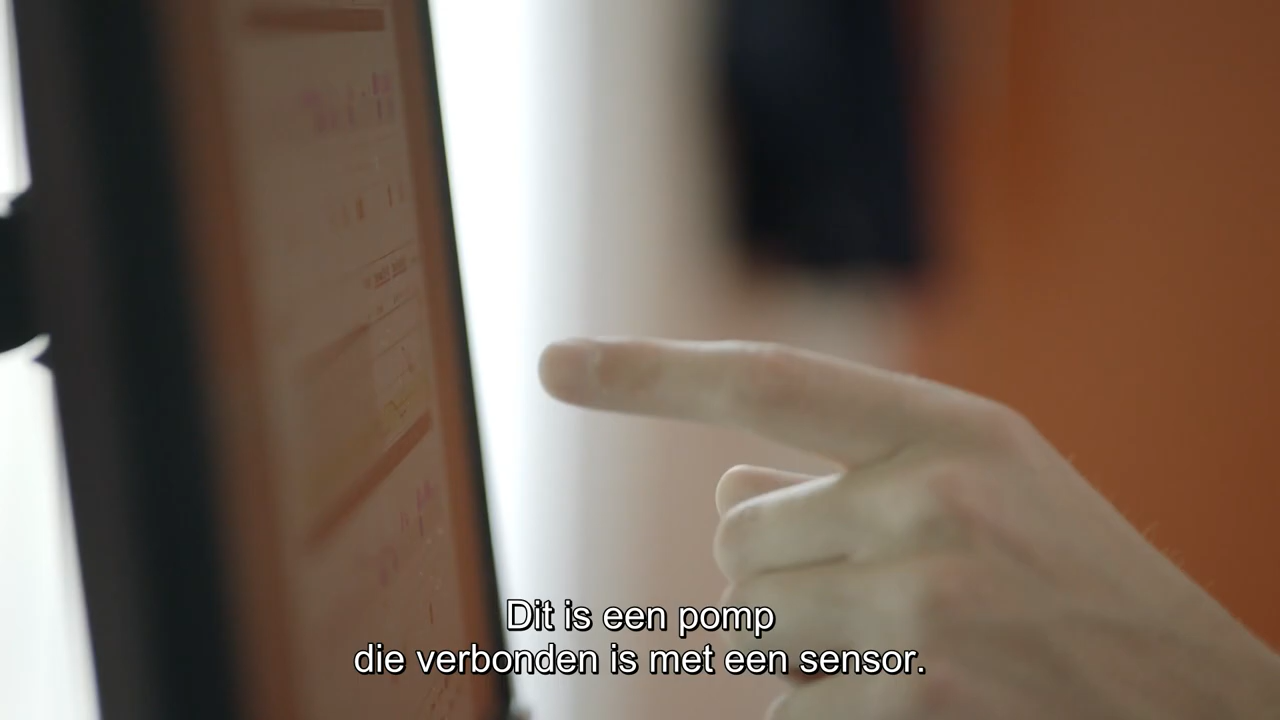 Dit is een pomp
die verbonden is met een sensor.